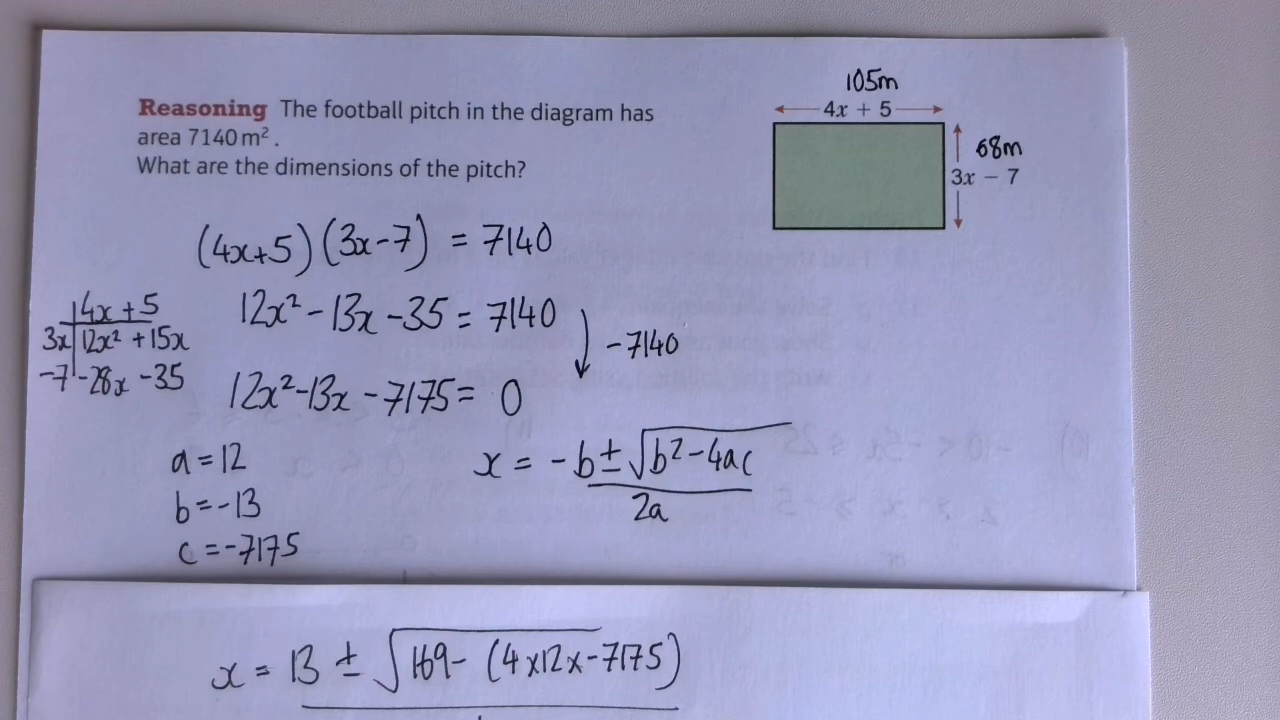 Reasoning The football pitch in the diagram has
area 7140 m².
What are the dimensions of the pitch?
105m
4x + 5
68m
3x − 7
(4x+5)(3x-7) = 7140
12x² - 13x - 35 = 7140
-7140
12x² - 13x - 7175 = 0
4x + 5
3x 12x² + 15x
-7 -28x - 35
a = 12
b = -13
c = -7175
x = -b ± √b² - 4ac
2a
x = 13 ± √169 - (4x12x-7175)